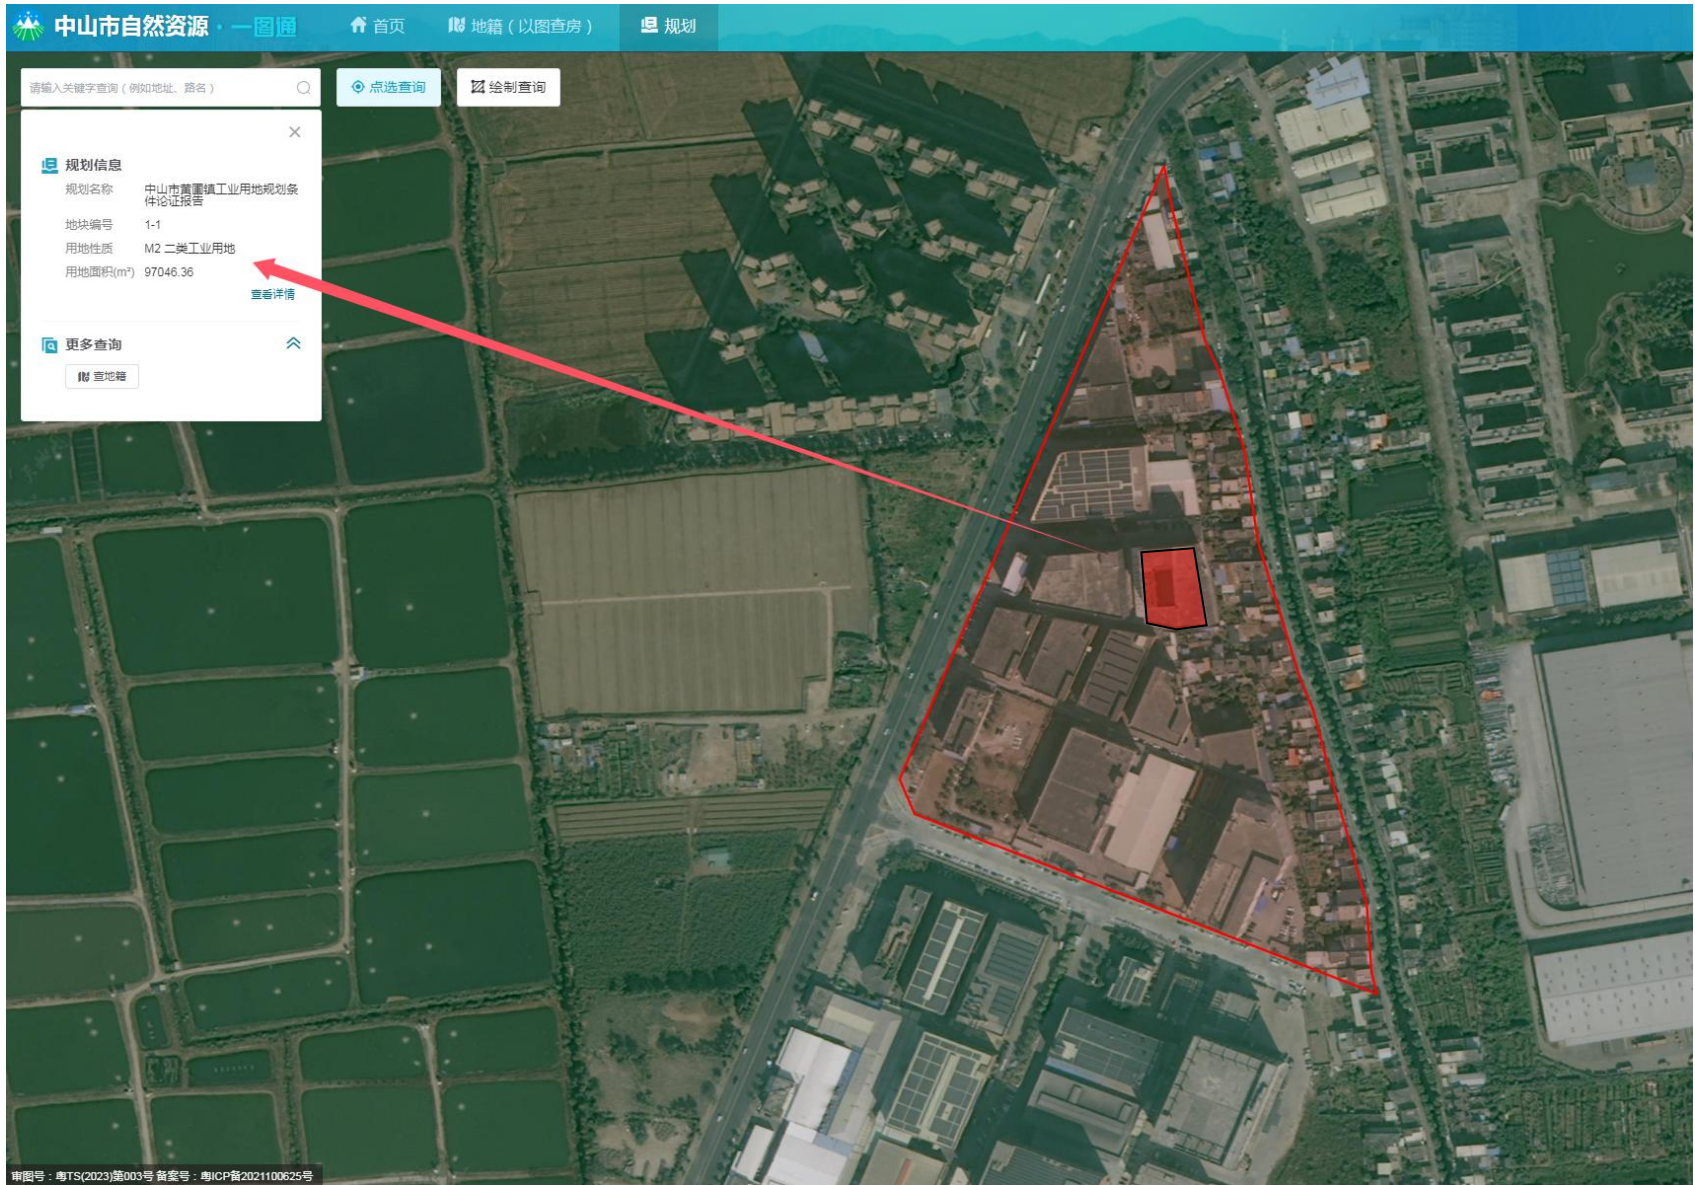 中山市自然资源·一图通
首页
地籍（以图查房）
规划
请输入关键字查询（例如地址、路名）
点选查询
绘制查询
规划信息
规划名称 中山市黄圃镇工业用地规划条
件论证报告
地块编号 1-1
用地性质 M2 二类工业用地
用地面积(m²) 97046.36
查看详情
更多查询
查地籍
审图号：粤TS(2023)第003号 备案号：粤ICP备2021100625号